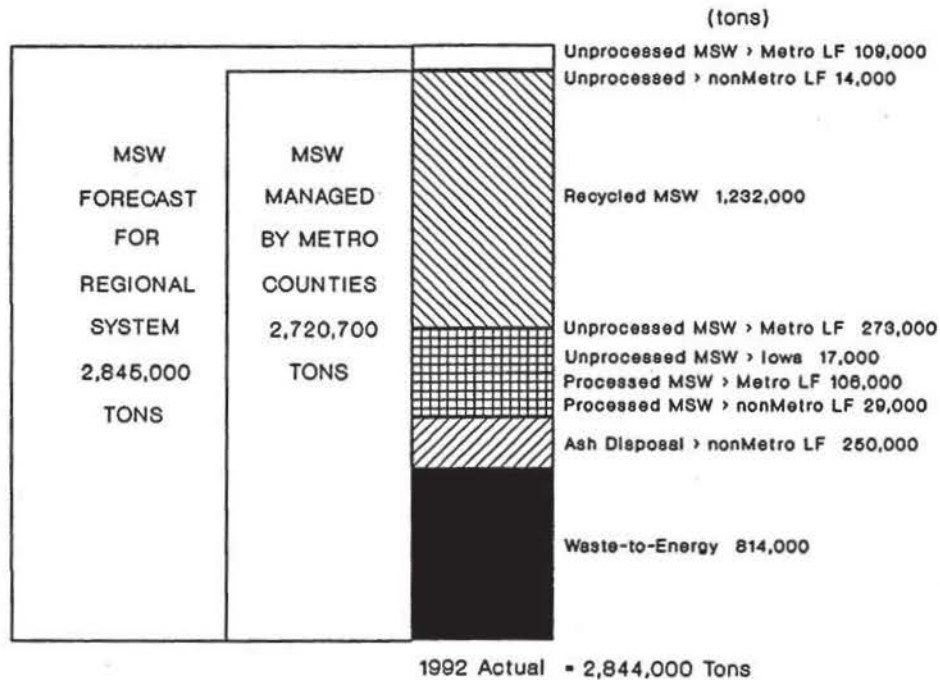 (tons)
Unprocessed MSW > Metro LF 109,000
Unprocessed > nonMetro LF 14,000
MSW
FORECAST
FOR
REGIONAL
SYSTEM
2,845,000
TONS
MSW
MANAGED
BY METRO
COUNTIES
2,720,700
TONS
Recycled MSW 1,232,000
Unprocessed MSW > Metro LF 273,000
Unprocessed MSW > Iowa 17,000
Processed MSW > Metro LF 106,000
Processed MSW > nonMetro LF 29,000
Ash Disposal > nonMetro LF 250,000
Waste-to-Energy 814,000
1992 Actual = 2,844,000 Tons